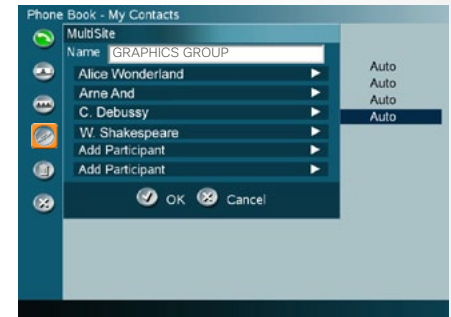 Phone Book - My Contacts
MultiSite
Name GRAPHICS GROUP
Alice Wonderland
Auto
Arne And
Auto
C. Debussy
Auto
W. Shakespeare
Auto
Add Participant
Add Participant
OK Cancel